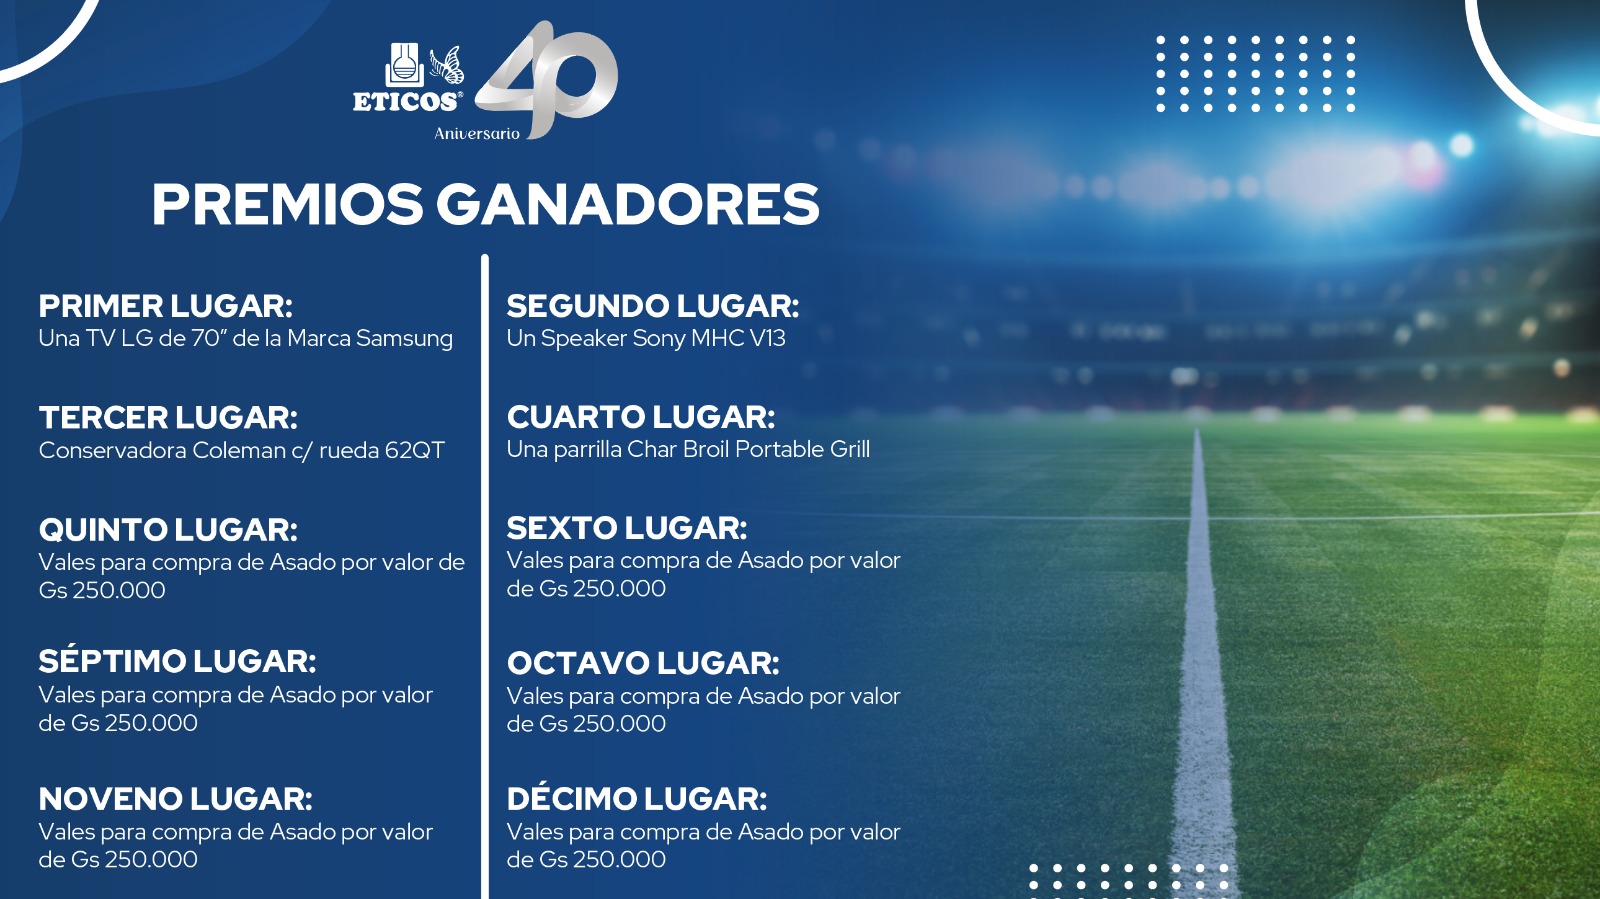 ETICOS®
40
Aniversario
PREMIOS GANADORES
PRIMER LUGAR:
Una TV LG de 70” de la Marca Samsung
TERCER LUGAR:
Conservadora Coleman c/ rueda 62QT
QUINTO LUGAR:
Vales para compra de Asado por valor de
Gs 250.000
SÉPTIMO LUGAR:
Vales para compra de Asado por valor
de Gs 250.000
NOVENO LUGAR:
Vales para compra de Asado por valor
de Gs 250.000
SEGUNDO LUGAR:
Un Speaker Sony MHC V13
CUARTO LUGAR:
Una parrilla Char Broil Portable Grill
SEXTO LUGAR:
Vales para compra de Asado por valor
de Gs 250.000
OCTAVO LUGAR:
Vales para compra de Asado por valor
de Gs 250.000
DÉCIMO LUGAR:
Vales para compra de Asado por valor
de Gs 250.000